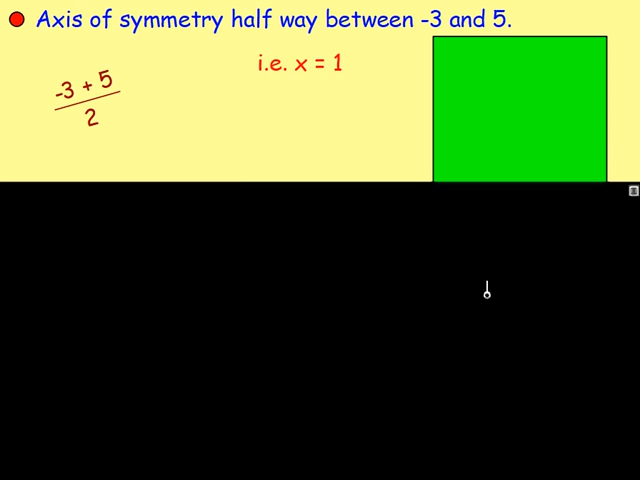 Axis of symmetry half way between -3 and 5.
i.e. x = 1
-3 + 5
2